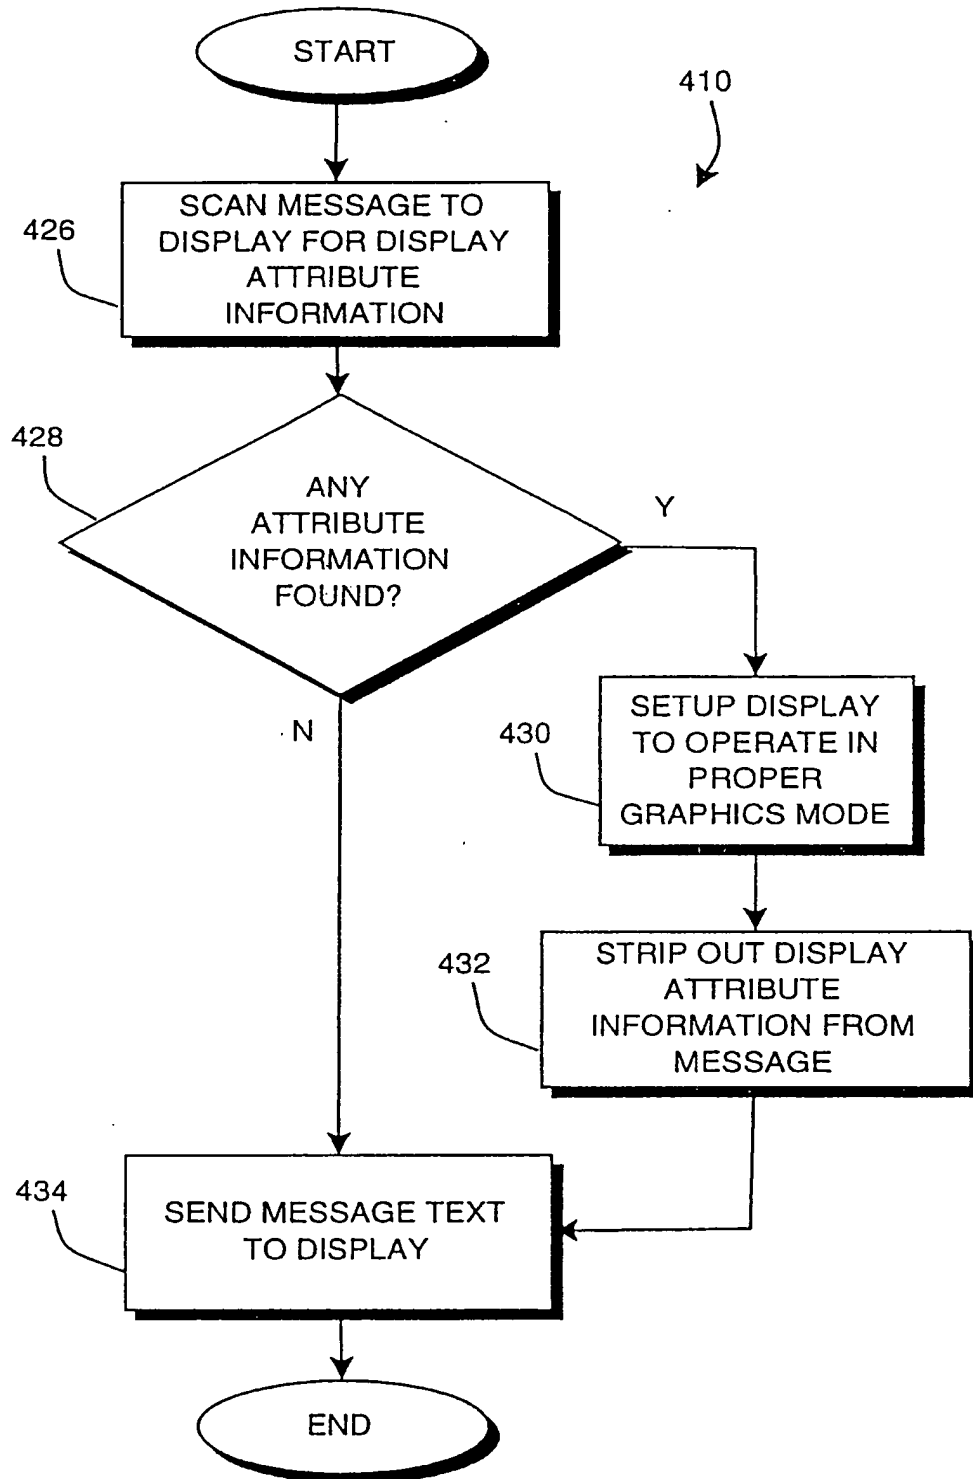 START
410
426
SCAN MESSAGE TO
DISPLAY FOR DISPLAY
ATTRIBUTE
INFORMATION
428
ANY
ATTRIBUTE
INFORMATION
FOUND?
Y
N
430
SETUP DISPLAY
TO OPERATE IN
PROPER
GRAPHICS MODE
432
STRIP OUT DISPLAY
ATTRIBUTE
INFORMATION FROM
MESSAGE
434
SEND MESSAGE TEXT
TO DISPLAY
END